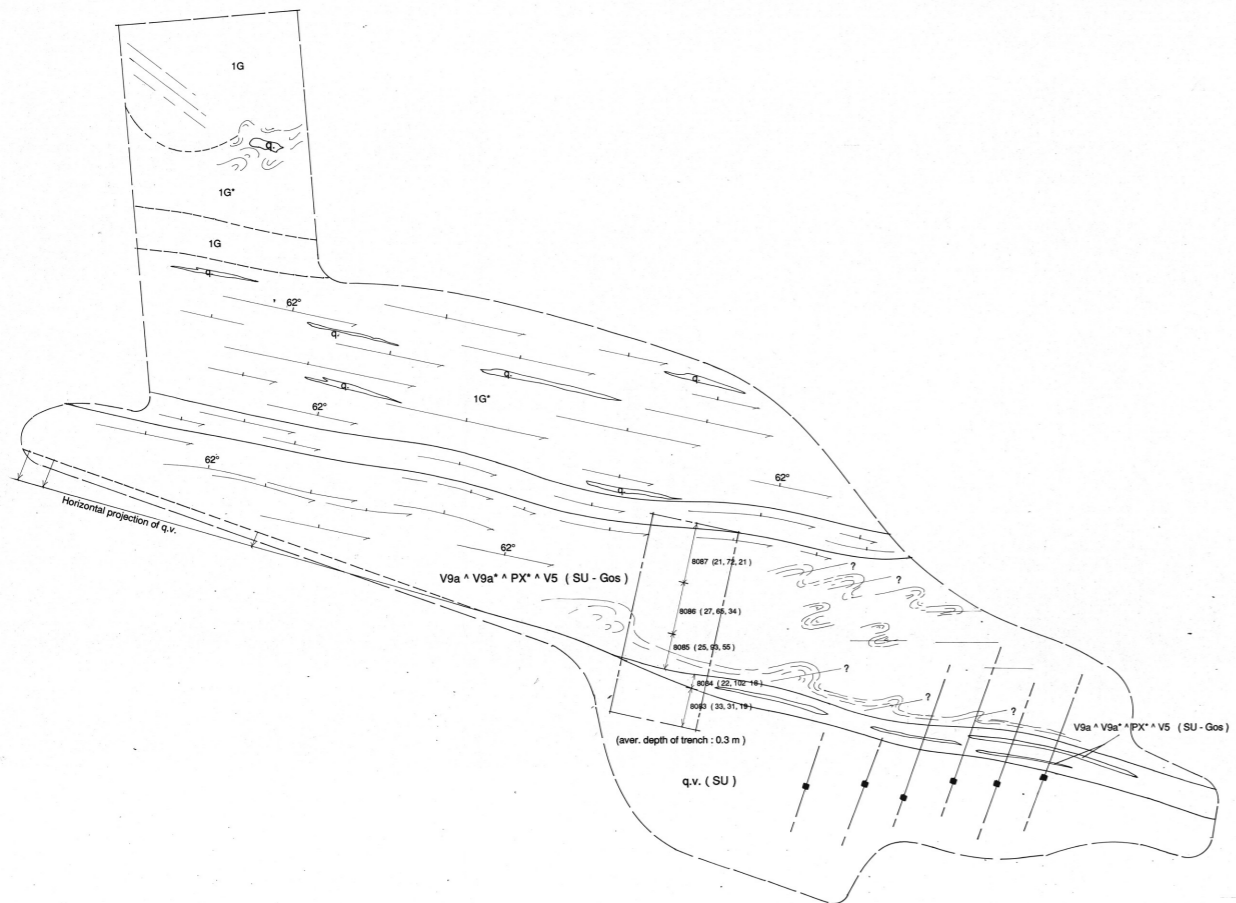 1G
q.
1G*
1G
q.
62°
q.
q.
q.
q.
1G*
62°
62°
62°
q.
Horizontal projection of q.v.
62°
8087 (21, 72, 21)
?
V9a ^ V9a* ^ PX* ^ V5 ( SU - Gos )
?
8086 ( 27, 65, 34)
8085 ( 25, 93, 55)
?
8084 ( 22, 102 16 )
?
8083 ( 33, 31, 19)
?
V9a ^ V9a* ^ PX* ^ V5 ( SU - Gos )
(aver. depth of trench : 0.3 m )
q.v. ( SU )